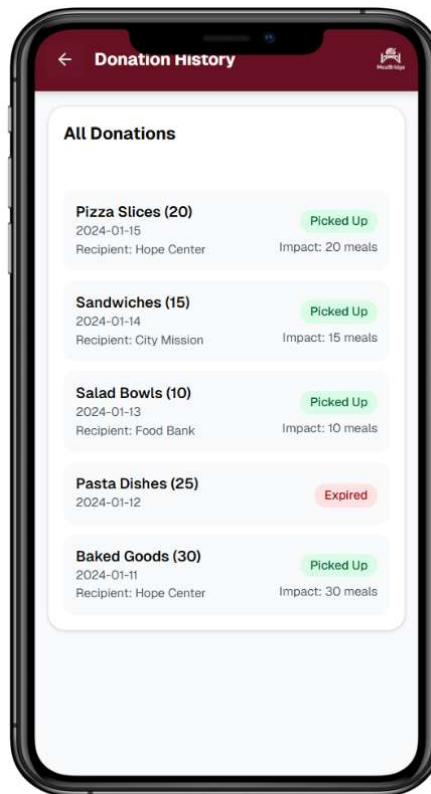 Donation History
MealBridge
All Donations
Pizza Slices (20)
Picked Up
2024-01-15
Recipient: Hope Center
Impact: 20 meals
Sandwiches (15)
Picked Up
2024-01-14
Recipient: City Mission
Impact: 15 meals
Salad Bowls (10)
Picked Up
2024-01-13
Recipient: Food Bank
Impact: 10 meals
Pasta Dishes (25)
Expired
2024-01-12
Baked Goods (30)
Picked Up
2024-01-11
Recipient: Hope Center
Impact: 30 meals